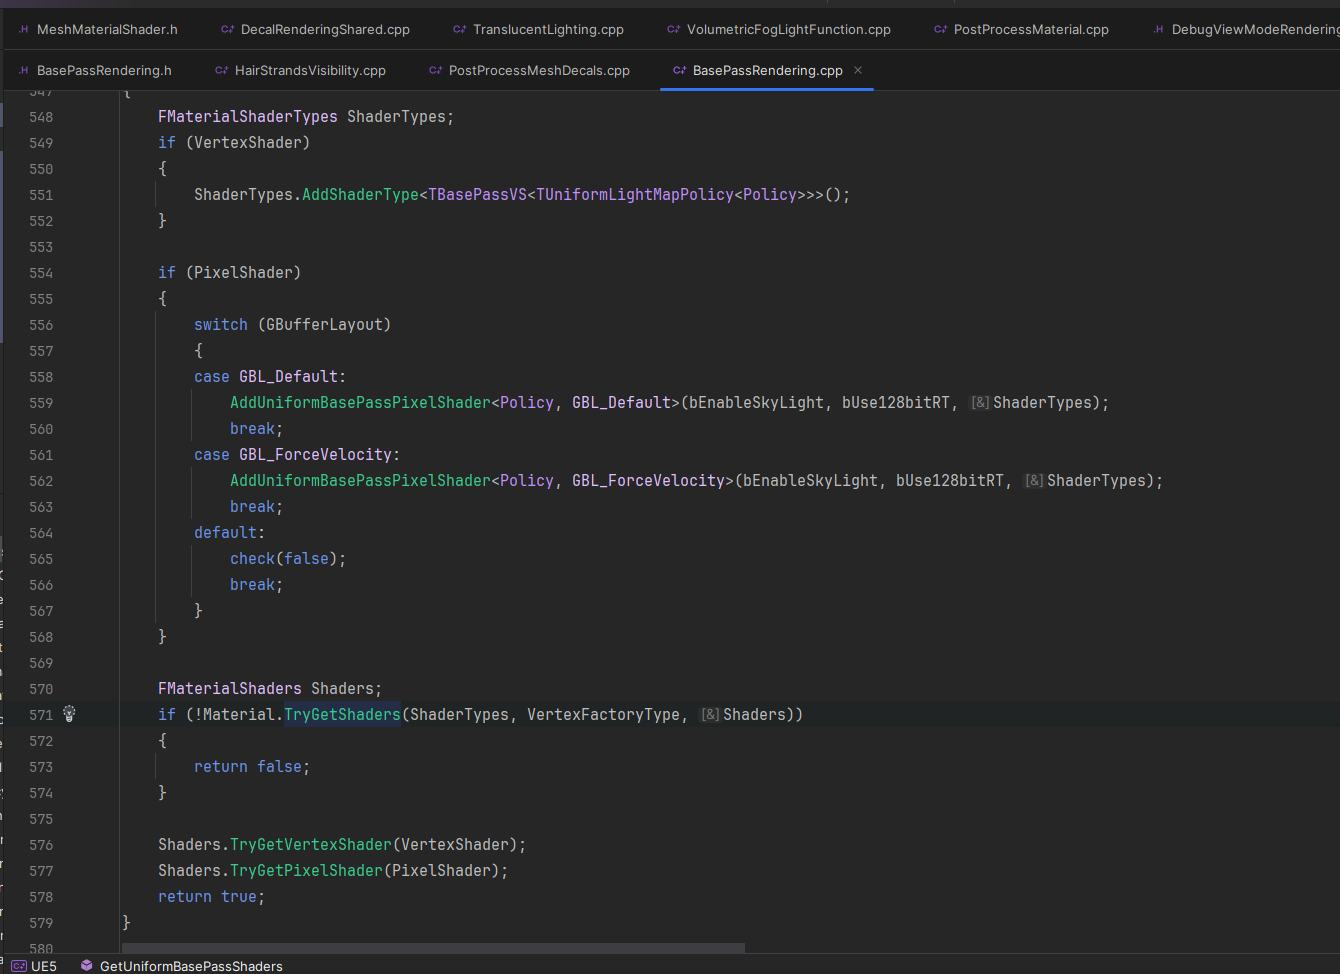 MeshMaterialShader.h DecalRenderingShared.cpp TranslucentLighting.cpp VolumetricFogLightFunction.cpp PostProcessMaterial.cpp DebugViewModeRendering
BasePassRendering.h HairStrandsVisibility.cpp PostProcessMeshDecals.cpp BasePassRendering.cpp
547 {
548 FMaterialShaderTypes ShaderTypes;
549 if (VertexShader)
550 {
551 ShaderTypes.AddShaderType<TBasePassVS<TUniformLightMapPolicy<Policy>>>();
552 }
553
554 if (PixelShader)
555 {
556 switch (GBufferLayout)
557 {
558 case GBL_Default:
559 AddUniformBasePassPixelShader<Policy, GBL_Default>(bEnableSkyLight, bUse128bitRT, [&]ShaderTypes);
560 break;
561 case GBL_ForceVelocity:
562 AddUniformBasePassPixelShader<Policy, GBL_ForceVelocity>(bEnableSkyLight, bUse128bitRT, [&]ShaderTypes);
563 break;
564 default:
565 check(false);
566 break;
567 }
568 }
569
570 FMaterialShaders Shaders;
571 if (!Material.TryGetShaders(ShaderTypes, VertexFactoryType, [&]Shaders))
572 {
573 return false;
574 }
575
576 Shaders.TryGetVertexShader(VertexShader);
577 Shaders.TryGetPixelShader(PixelShader);
578 return true;
579 }
580
UE5 GetUniformBasePassShaders